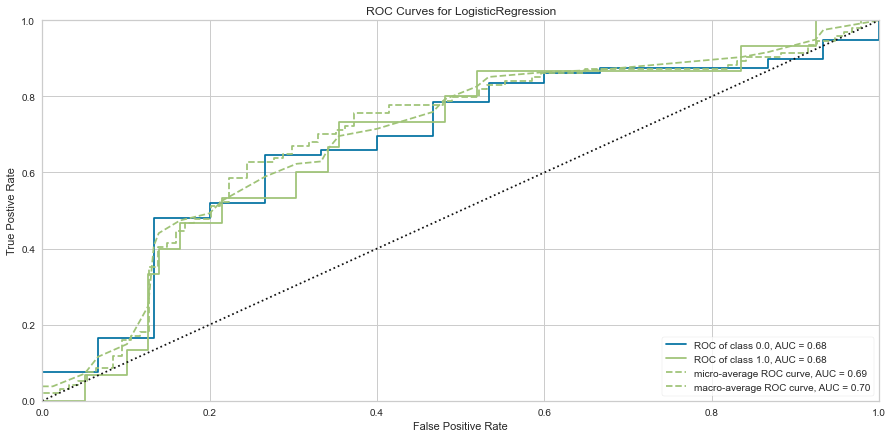 ROC Curves for LogisticRegression
True Postive Rate
1.0
0.8
0.6
0.4
0.2
0.0
0.0 0.2 0.4 0.6 0.8 1.0
False Positive Rate
ROC of class 0.0, AUC = 0.68
ROC of class 1.0, AUC = 0.68
micro-average ROC curve, AUC = 0.69
macro-average ROC curve, AUC = 0.70